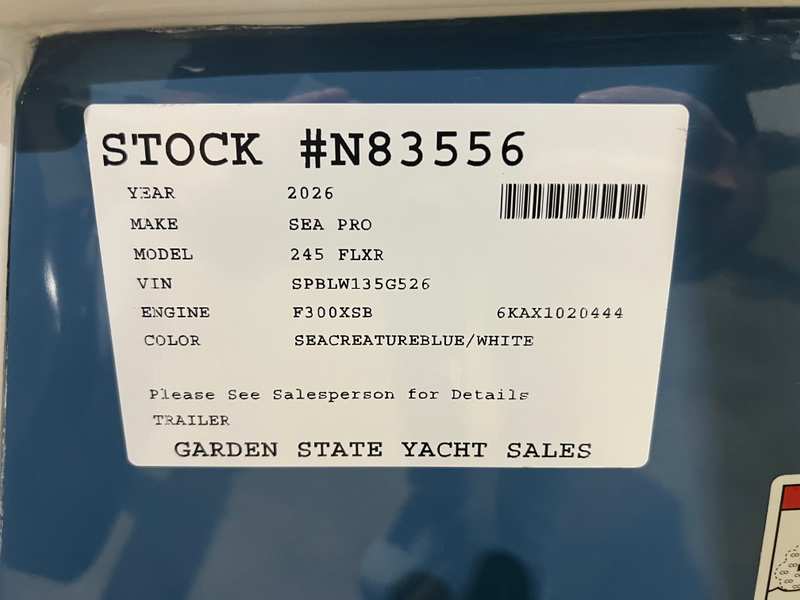 STOCK #N83556
YEAR 2026
MAKE SEA PRO
MODEL 245 FLXR
VIN SPBLW135G526
ENGINE F300XSB 6KAX1020444
COLOR SEACREATUREBLUE/WHITE
Please See Salesperson for Details
TRAILER
GARDEN STATE YACHT SALES